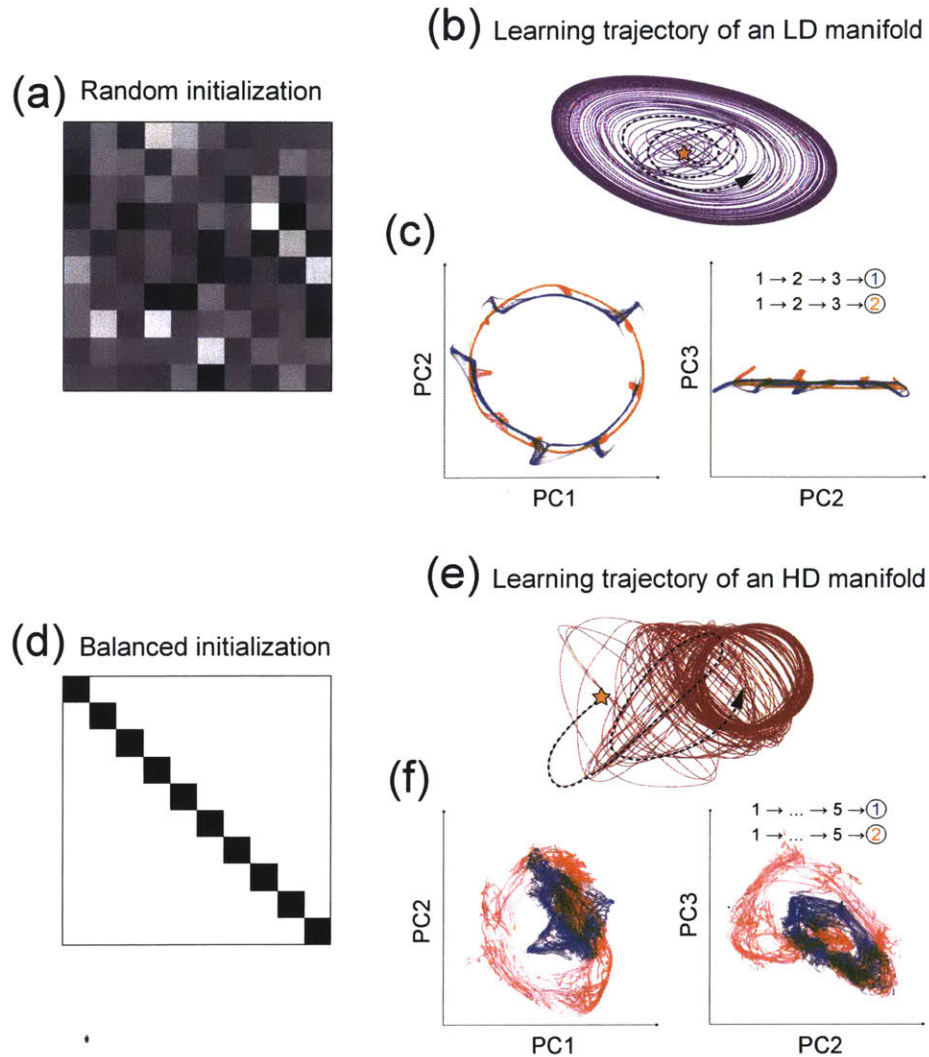 (b) Learning trajectory of an LD manifold
(a) Random initialization
(c)
1 → 2 → 3 → 1
1 → 2 → 3 → 2
PC2
PC3
PC1
PC2
(e) Learning trajectory of an HD manifold
(d) Balanced initialization
(f)
1 → ... → 5 → 1
1 → ... → 5 → 2
PC2
PC3
PC1
PC2